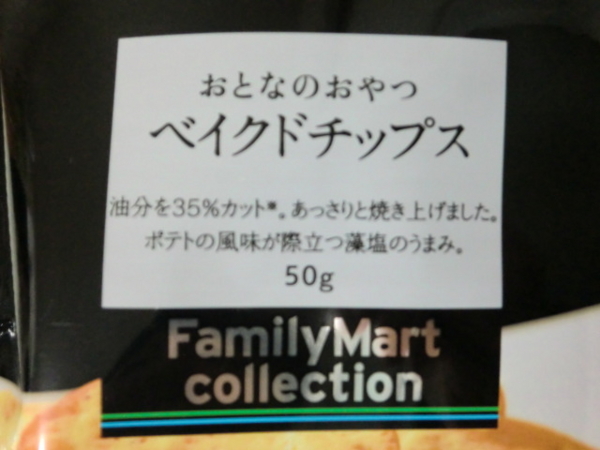 おとなのおやつ
ベイクドチップス
油分を35%カット※。あっさりと焼き上げました。
ポテトの風味が際立つ藻塩のうまみ。
50g
FamilyMart
collection